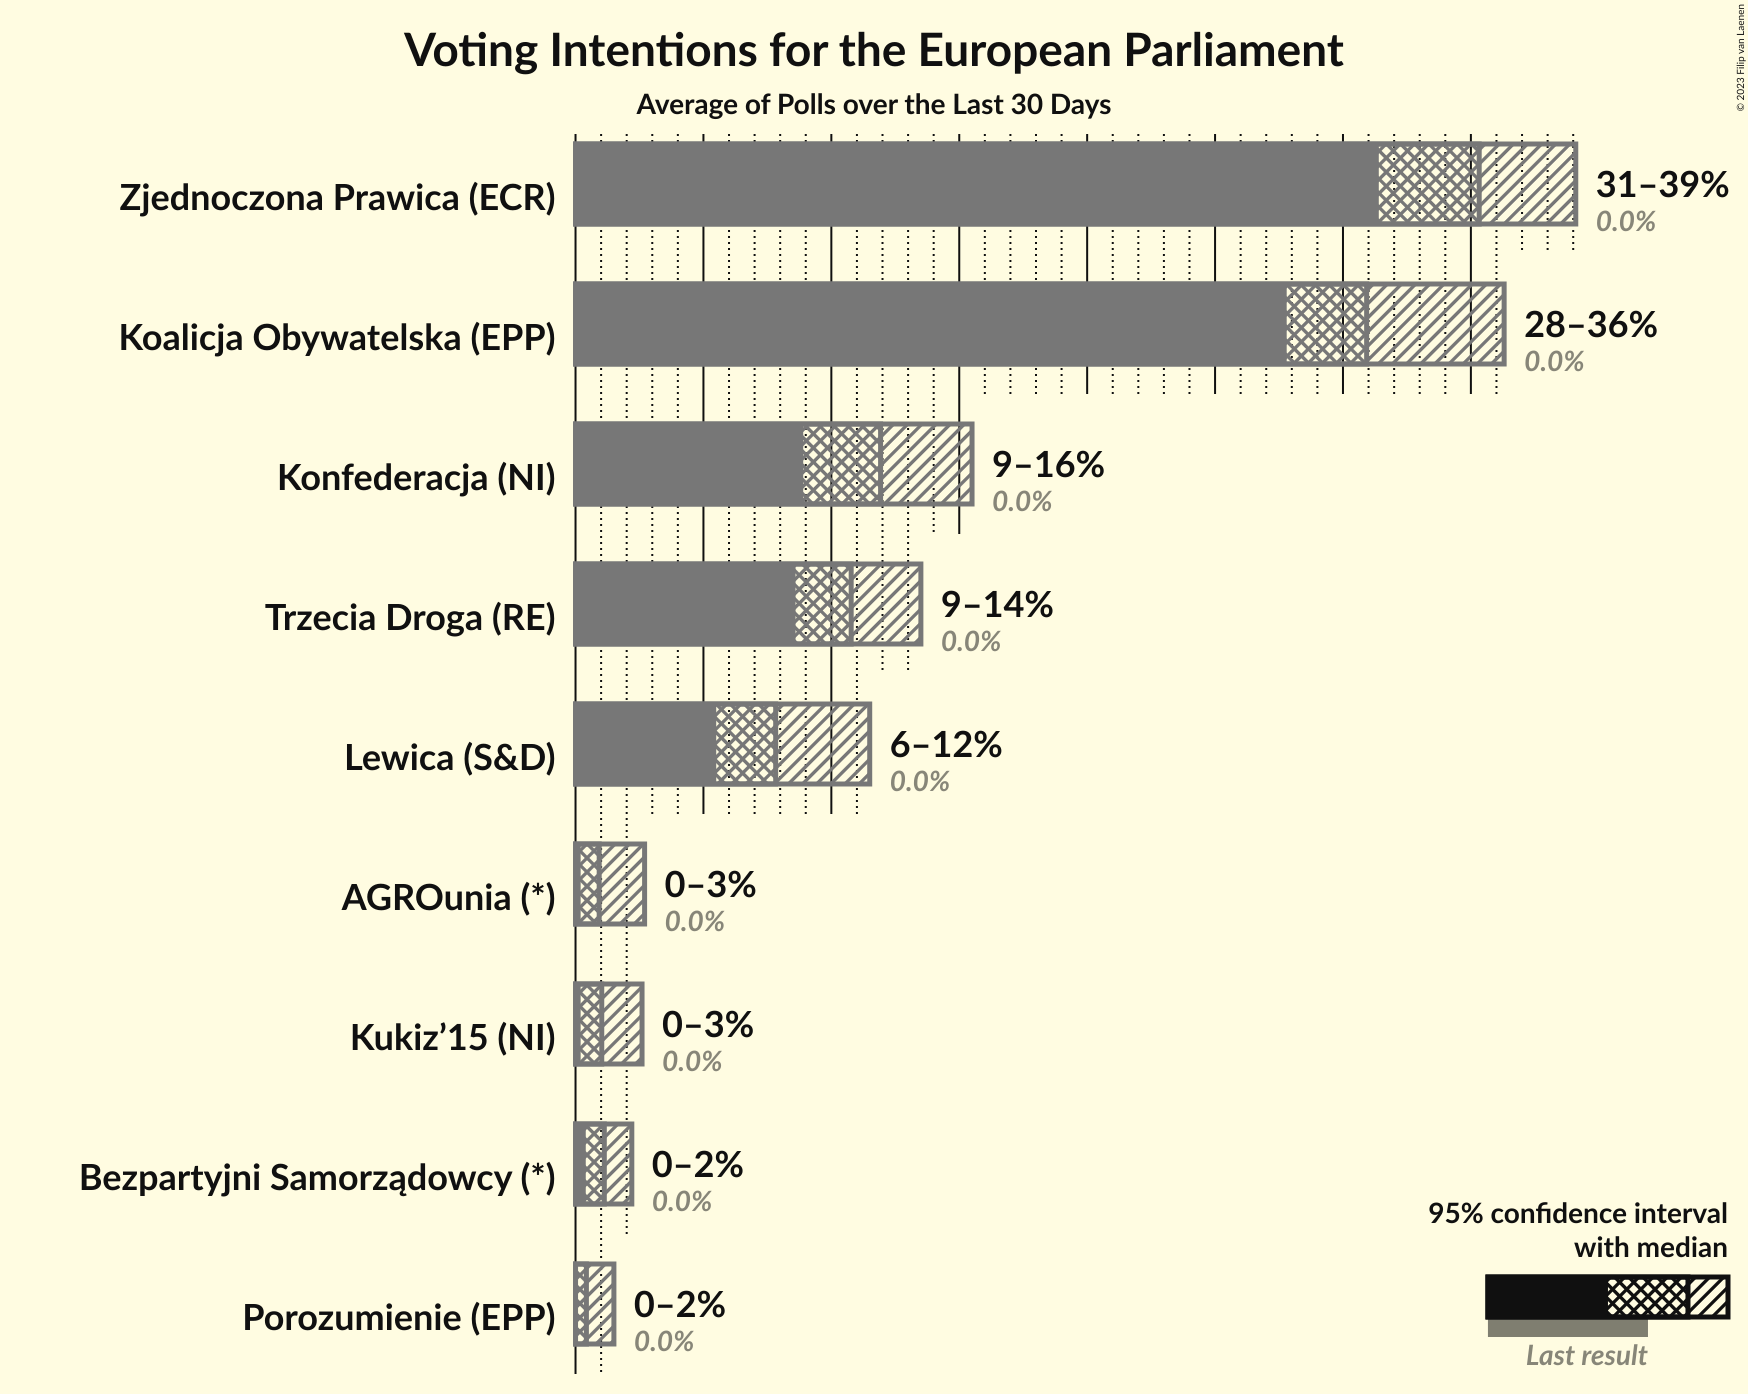 Voting Intentions for the European Parliament
Average of Polls over the Last 30 Days
© 2023 Filip van Laenen
Zjednoczona Prawica (ECR)
31–39%
0.0%
Koalicja Obywatelska (EPP)
28–36%
0.0%
Konfederacja (NI)
9–16%
0.0%
Trzecia Droga (RE)
9–14%
0.0%
Lewica (S&D)
6–12%
0.0%
AGROunia (*)
0–3%
0.0%
Kukiz’15 (NI)
0–3%
0.0%
Bezpartyjni Samorządowcy (*)
0–2%
0.0%
Porozumienie (EPP)
0–2%
0.0%
95% confidence interval
with median
Last result